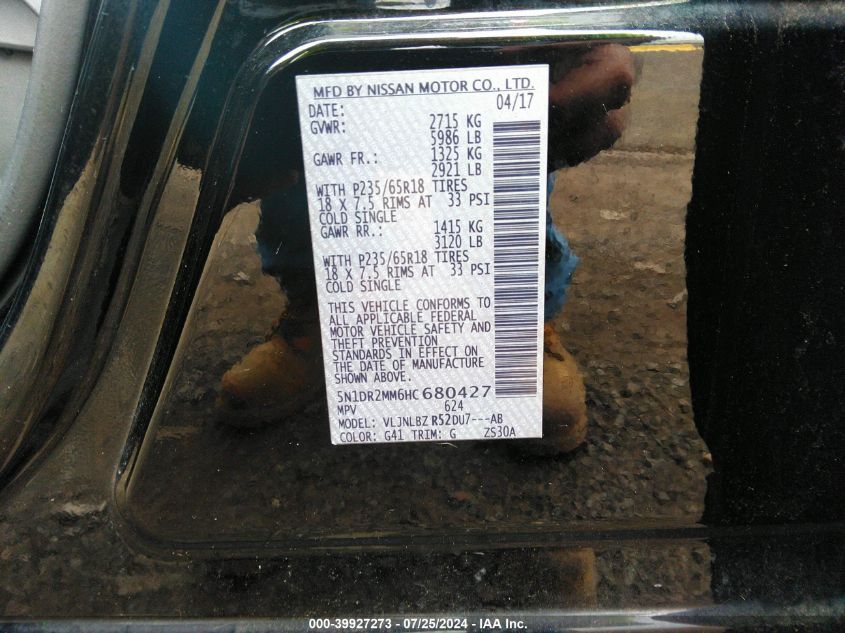 MFD BY NISSAN MOTOR CO., LTD.
DATE: 04/17
GVWR: 2715 KG
5986 LB
GAWR FR.: 1325 KG
2921 LB
WITH P235/65R18 TIRES
18 X 7.5 RIMS AT 33 PSI
COLD SINGLE
GAWR RR.: 1415 KG
3120 LB
WITH P235/65R18 TIRES
18 X 7.5 RIMS AT 33 PSI
COLD SINGLE
THIS VEHICLE CONFORMS TO
ALL APPLICABLE FEDERAL
MOTOR VEHICLE SAFETY AND
THEFT PREVENTION
STANDARDS IN EFFECT ON
THE DATE OF MANUFACTURE
SHOWN ABOVE.
5N1DR2MM6HC680427
MPV 624
MODEL: VLJNLBZ R52DU7---AB
COLOR: G41 TRIM: G ZS30A
000-39927273 - 07/25/2024 - IAA Inc.